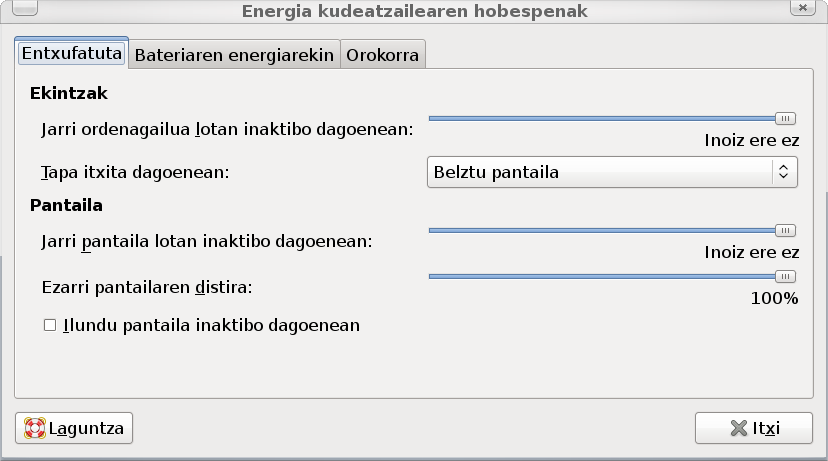 Energia kudeatzailearen hobespenak
Entxufatuta Bateriaren energiarekin Orokorra
Ekintzak
Jarri ordenagailua lotan inaktibo dagoenean:
Inoiz ere ez
Tapa itxita dagoenean: Belztu pantaila
Pantaila
Jarri pantaila lotan inaktibo dagoenean:
Inoiz ere ez
Ezarri pantailaren distira:
100%
Ilundu pantaila inaktibo dagoenean
Laguntza Itxi